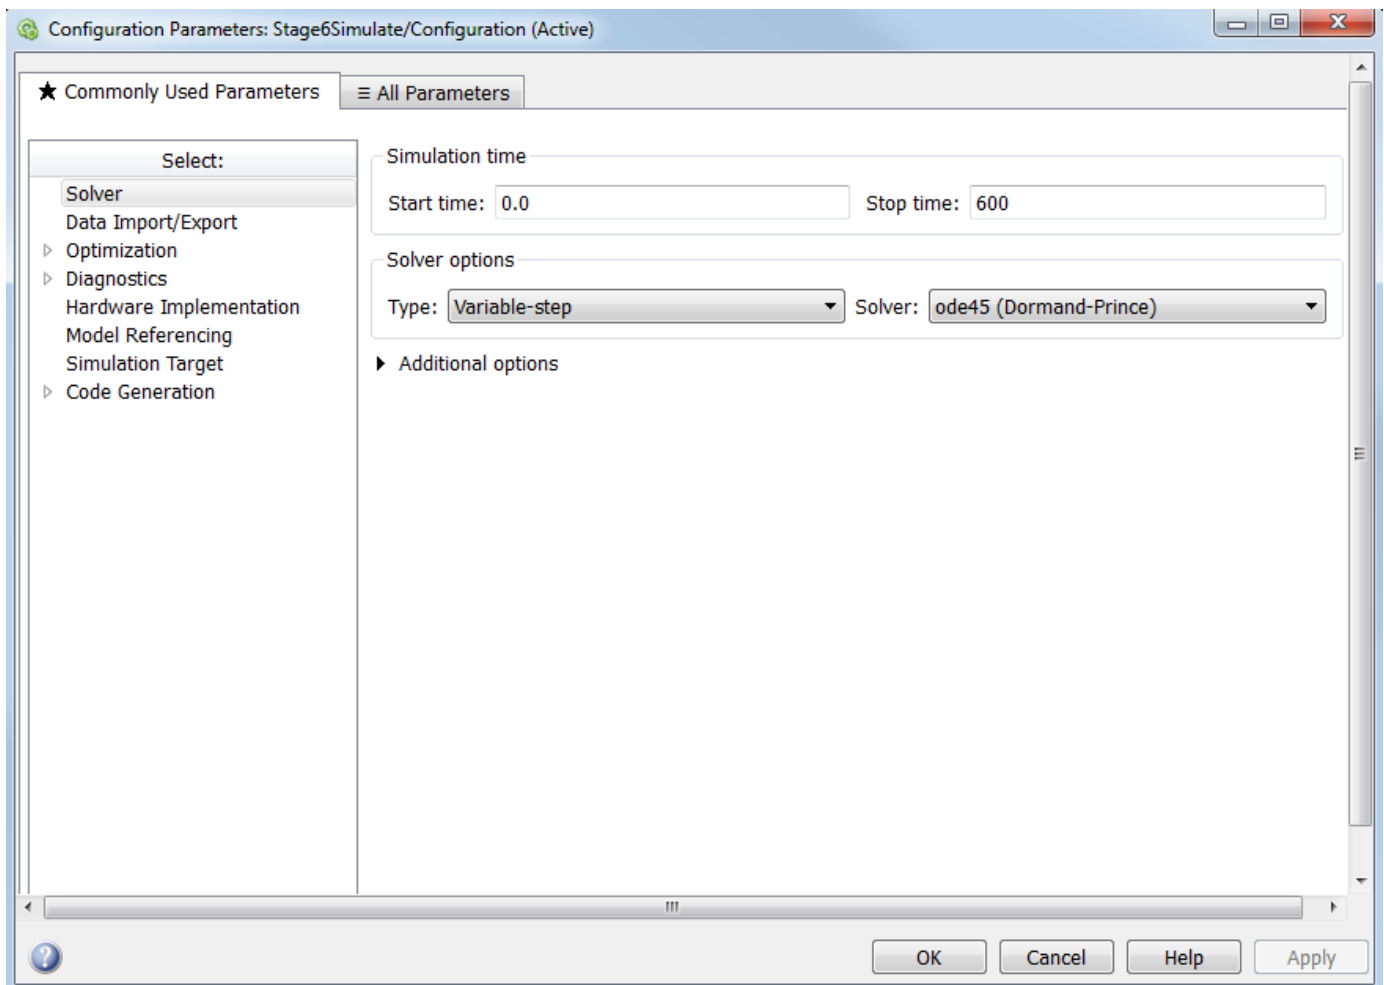 Configuration Parameters: Stage6Simulate/Configuration (Active)
★ Commonly Used Parameters
≡ All Parameters
Select:
Solver
Data Import/Export
Optimization
Diagnostics
Hardware Implementation
Model Referencing
Simulation Target
Code Generation
Simulation time
Start time: 0.0 Stop time: 600
Solver options
Type: Variable-step Solver: ode45 (Dormand-Prince)
Additional options
OK Cancel Help Apply